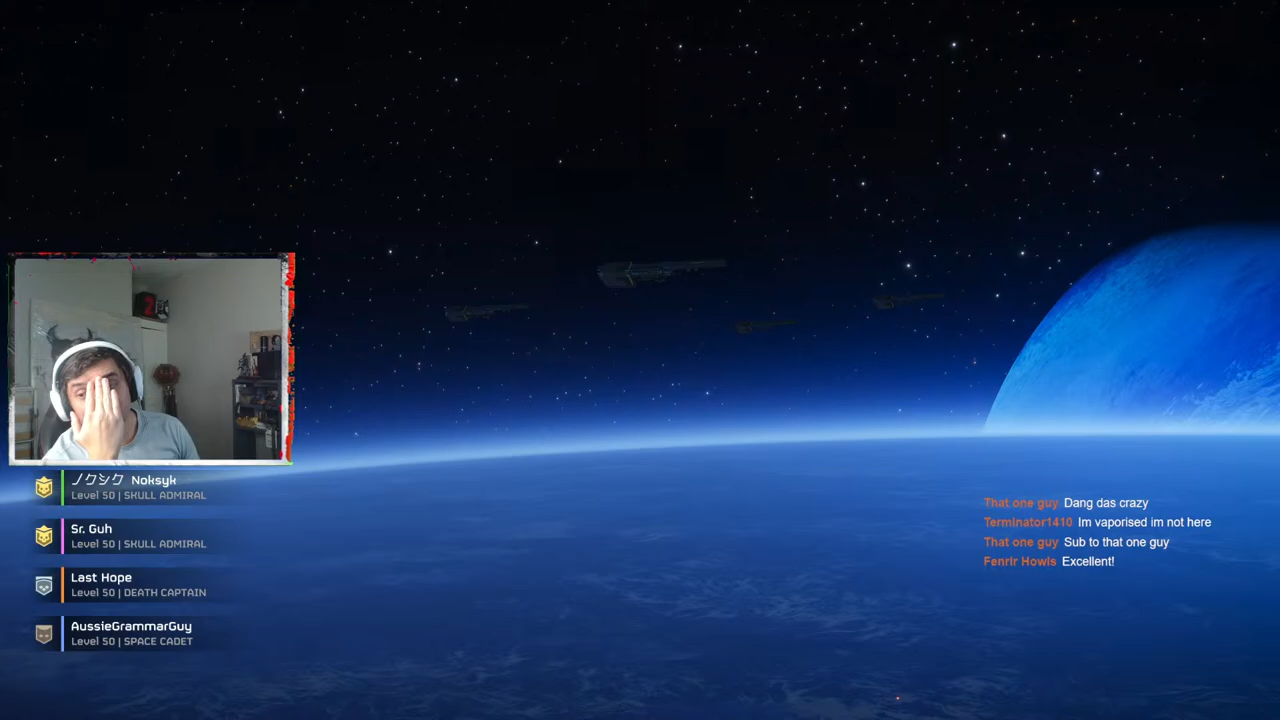 ノクシク Noksyk
Level 50 | SKULL ADMIRAL
Sr. Guh
Level 50 | SKULL ADMIRAL
Last Hope
Level 50 | DEATH CAPTAIN
AussieGrammarGuy
Level 50 | SPACE CADET
That one guy Dang das crazy
Terminator1410 Im vaporised im not here
That one guy Sub to that one guy
Fenrir Howls Excellent!